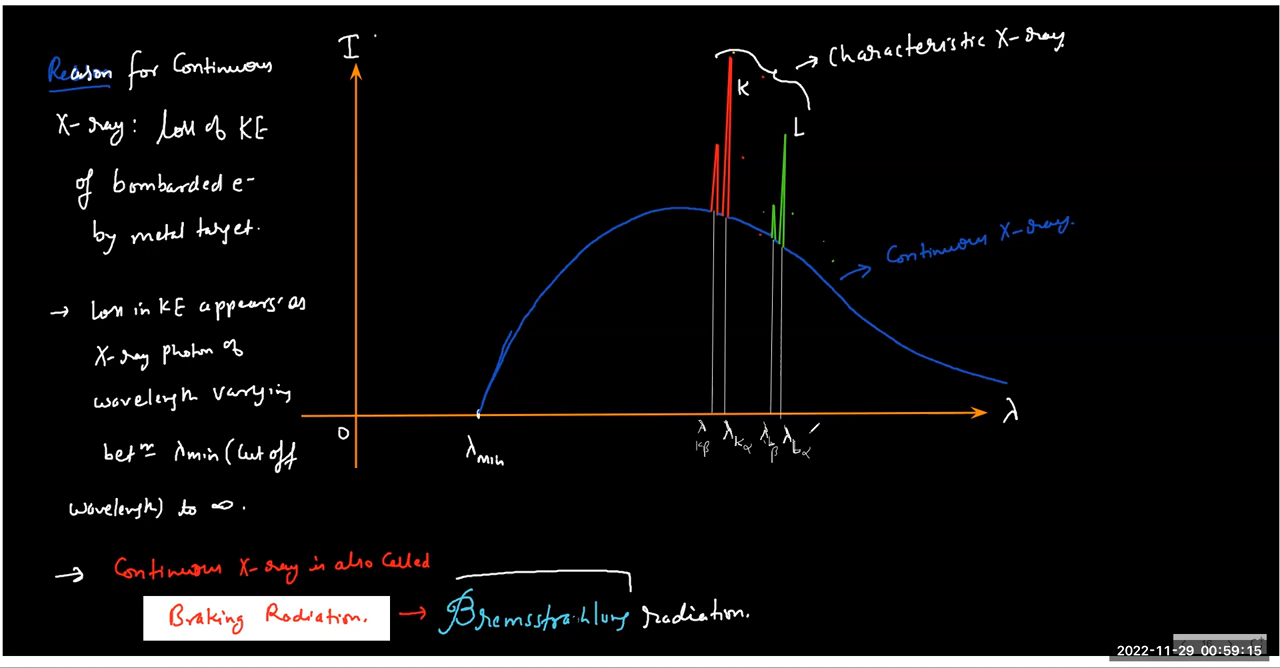 Reason for Continuous
X-ray: loss of KE
of bombarded e-
by metal target.
→ Loss in KE appears as
X-ray photon of
wavelength varying
betⁿ λmin (cut off
wavelength) to ∞.
→ Continuous X-ray is also called
Braking Radiation. → Bremsstrahlung radiation.
I
K
L
→ Characteristic X-ray
→ Continuous X-ray.
O
λmin
λKβ λKα λLβ λLα
λ
2022-11-29 00:59:15